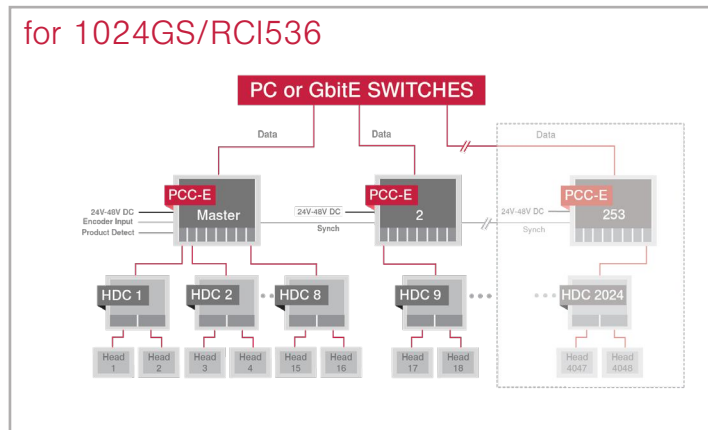 for 1024GS/RCI536
PC or GbitE SWITCHES
Data
Data
Data
PCC-E
Master
24V-48V DC
Encoder Input
Product Detect
PCC-E
2
24V-48V DC
Synch
PCC-E
253
24V-48V DC
Synch
HDC 1
HDC 2
HDC 8
HDC 9
HDC 2024
Head
1
Head
2
Head
3
Head
4
Head
15
Head
16
Head
17
Head
18
Head
4047
Head
4048